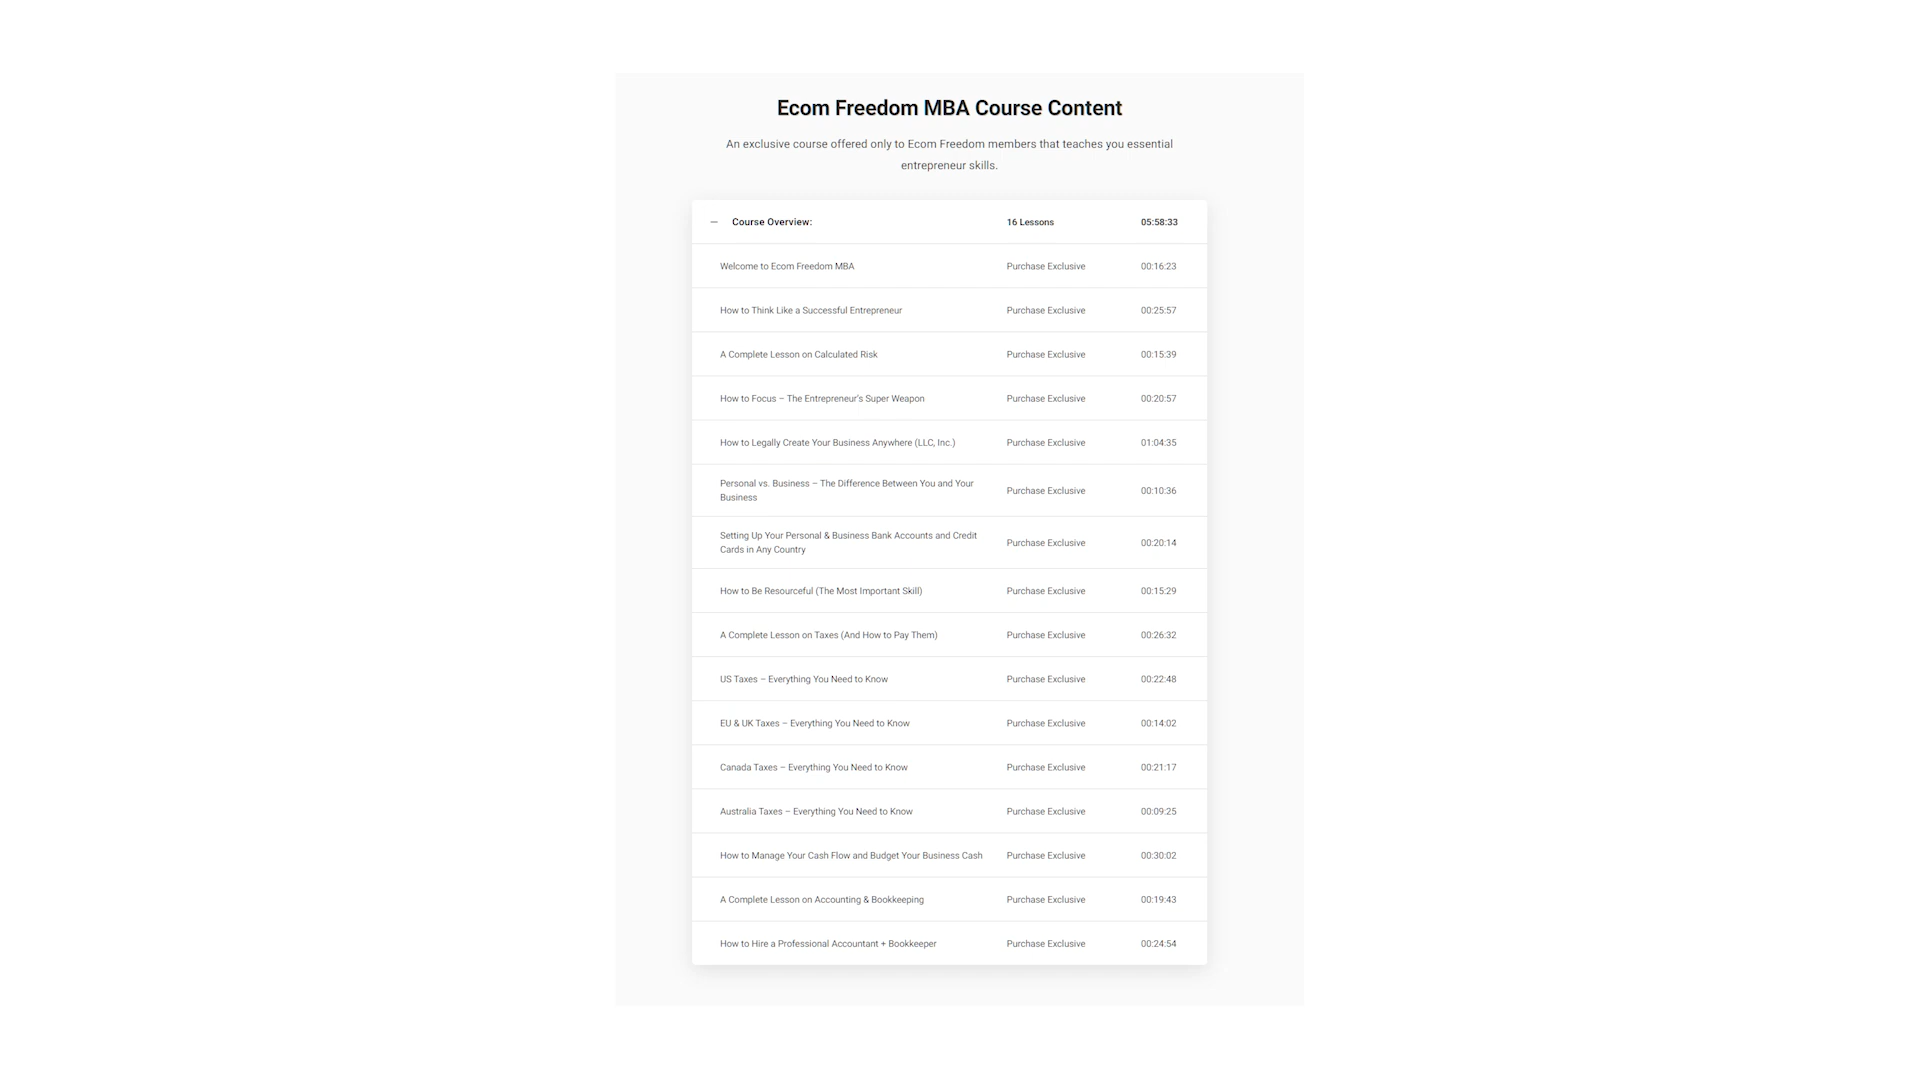 Ecom Freedom MBA Course Content
An exclusive course offered only to Ecom Freedom members that teaches you essential
entrepreneur skills.
Course Overview: 16 Lessons 05:58:33
Welcome to Ecom Freedom MBA Purchase Exclusive 00:16:23
How to Think Like a Successful Entrepreneur Purchase Exclusive 00:25:57
A Complete Lesson on Calculated Risk Purchase Exclusive 00:15:39
How to Focus – The Entrepreneur's Super Weapon Purchase Exclusive 00:20:57
How to Legally Create Your Business Anywhere (LLC, Inc.) Purchase Exclusive 01:04:35
Personal vs. Business – The Difference Between You and Your
Business Purchase Exclusive 00:10:36
Setting Up Your Personal & Business Bank Accounts and Credit
Cards in Any Country Purchase Exclusive 00:20:14
How to Be Resourceful (The Most Important Skill) Purchase Exclusive 00:15:29
A Complete Lesson on Taxes (And How to Pay Them) Purchase Exclusive 00:26:32
US Taxes – Everything You Need to Know Purchase Exclusive 00:22:48
EU & UK Taxes – Everything You Need to Know Purchase Exclusive 00:14:02
Canada Taxes – Everything You Need to Know Purchase Exclusive 00:21:17
Australia Taxes – Everything You Need to Know Purchase Exclusive 00:09:25
How to Manage Your Cash Flow and Budget Your Business Cash Purchase Exclusive 00:30:02
A Complete Lesson on Accounting & Bookkeeping Purchase Exclusive 00:19:43
How to Hire a Professional Accountant + Bookkeeper Purchase Exclusive 00:24:54